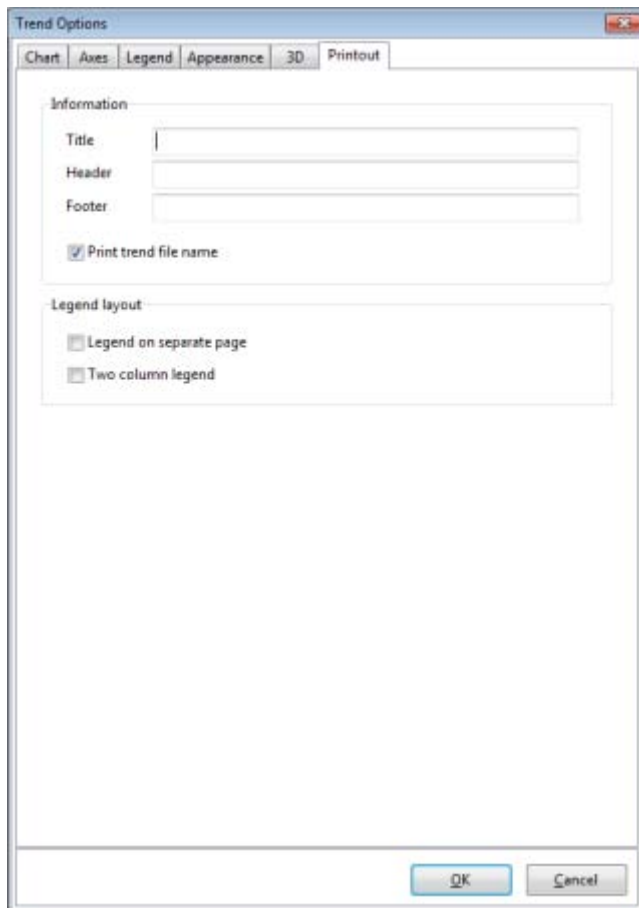 Trend Options
Chart Axes Legend Appearance 3D Printout
Information
Title
Header
Footer
Print trend file name
Legend layout
Legend on separate page
Two column legend
OK Cancel